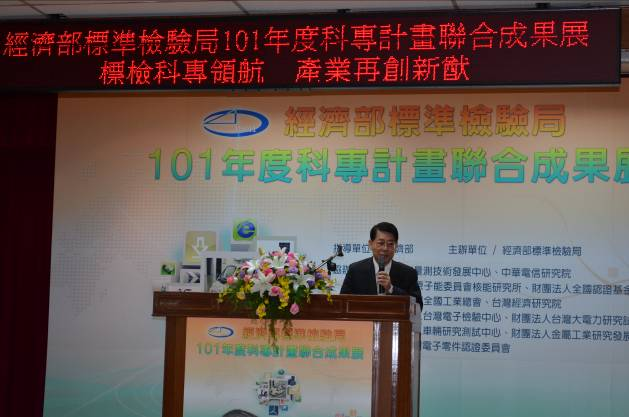 經濟部標準檢驗局101年度科專計畫聯合成果展
標檢科專領航 產業再創新猷
經濟部標準檢驗局
101年度科專計畫聯合成果展
指導單位 濟部 主辦單位 / 經濟部標準檢驗局
量測技術發展中心、中華電信研究院
子能委員會核能研究所、財團法人全國認證基金
全國工業總會、台灣經濟研究院
台灣電子檢驗中心、財團法人台灣大電力研究試
車輛研究測試中心、財團法人金屬工業研究發展
電子零件認證委員會
經濟部標準檢驗局
101年度科專計畫聯合成果展